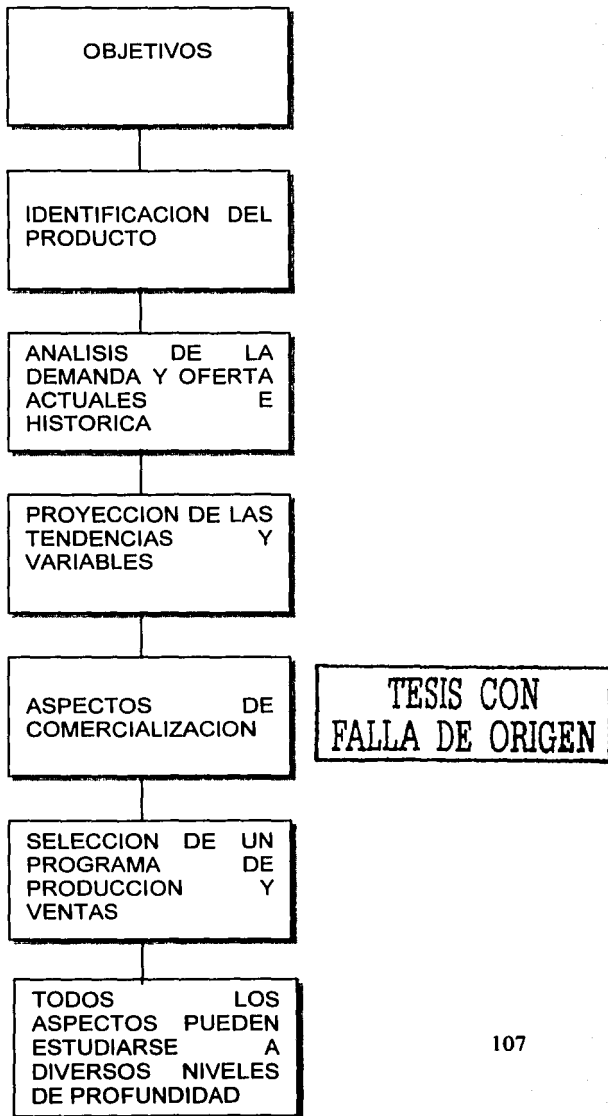 OBJETIVOS
IDENTIFICACION DEL
PRODUCTO
ANALISIS DE LA
DEMANDA Y OFERTA
ACTUALES E
HISTORICA
PROYECCION DE LAS
TENDENCIAS Y
VARIABLES
ASPECTOS DE
COMERCIALIZACION
TESIS CON
FALLA DE ORIGEN
SELECCION DE UN
PROGRAMA DE
PRODUCCION Y
VENTAS
TODOS LOS
ASPECTOS PUEDEN
ESTUDIARSE A
DIVERSOS NIVELES
DE PROFUNDIDAD
107